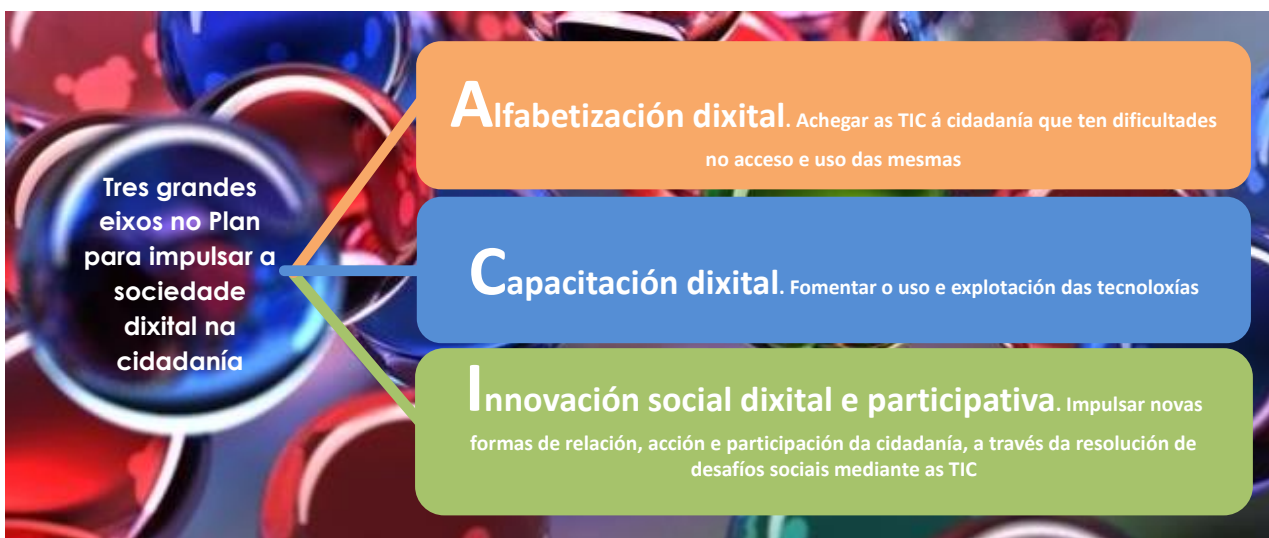 Tres grandes
eixos no Plan
para impulsar a
sociedade
dixital na
cidadanía
Alfabetización dixital. Achegar as TIC á cidadanía que ten dificultades
no acceso e uso das mesmas
Capacitación dixital. Fomentar o uso e explotación das tecnoloxías
Innovación social dixital e participativa. Impulsar novas
formas de relación, acción e participación da cidadanía, a través da resolución de
desafíos sociais mediante as TIC